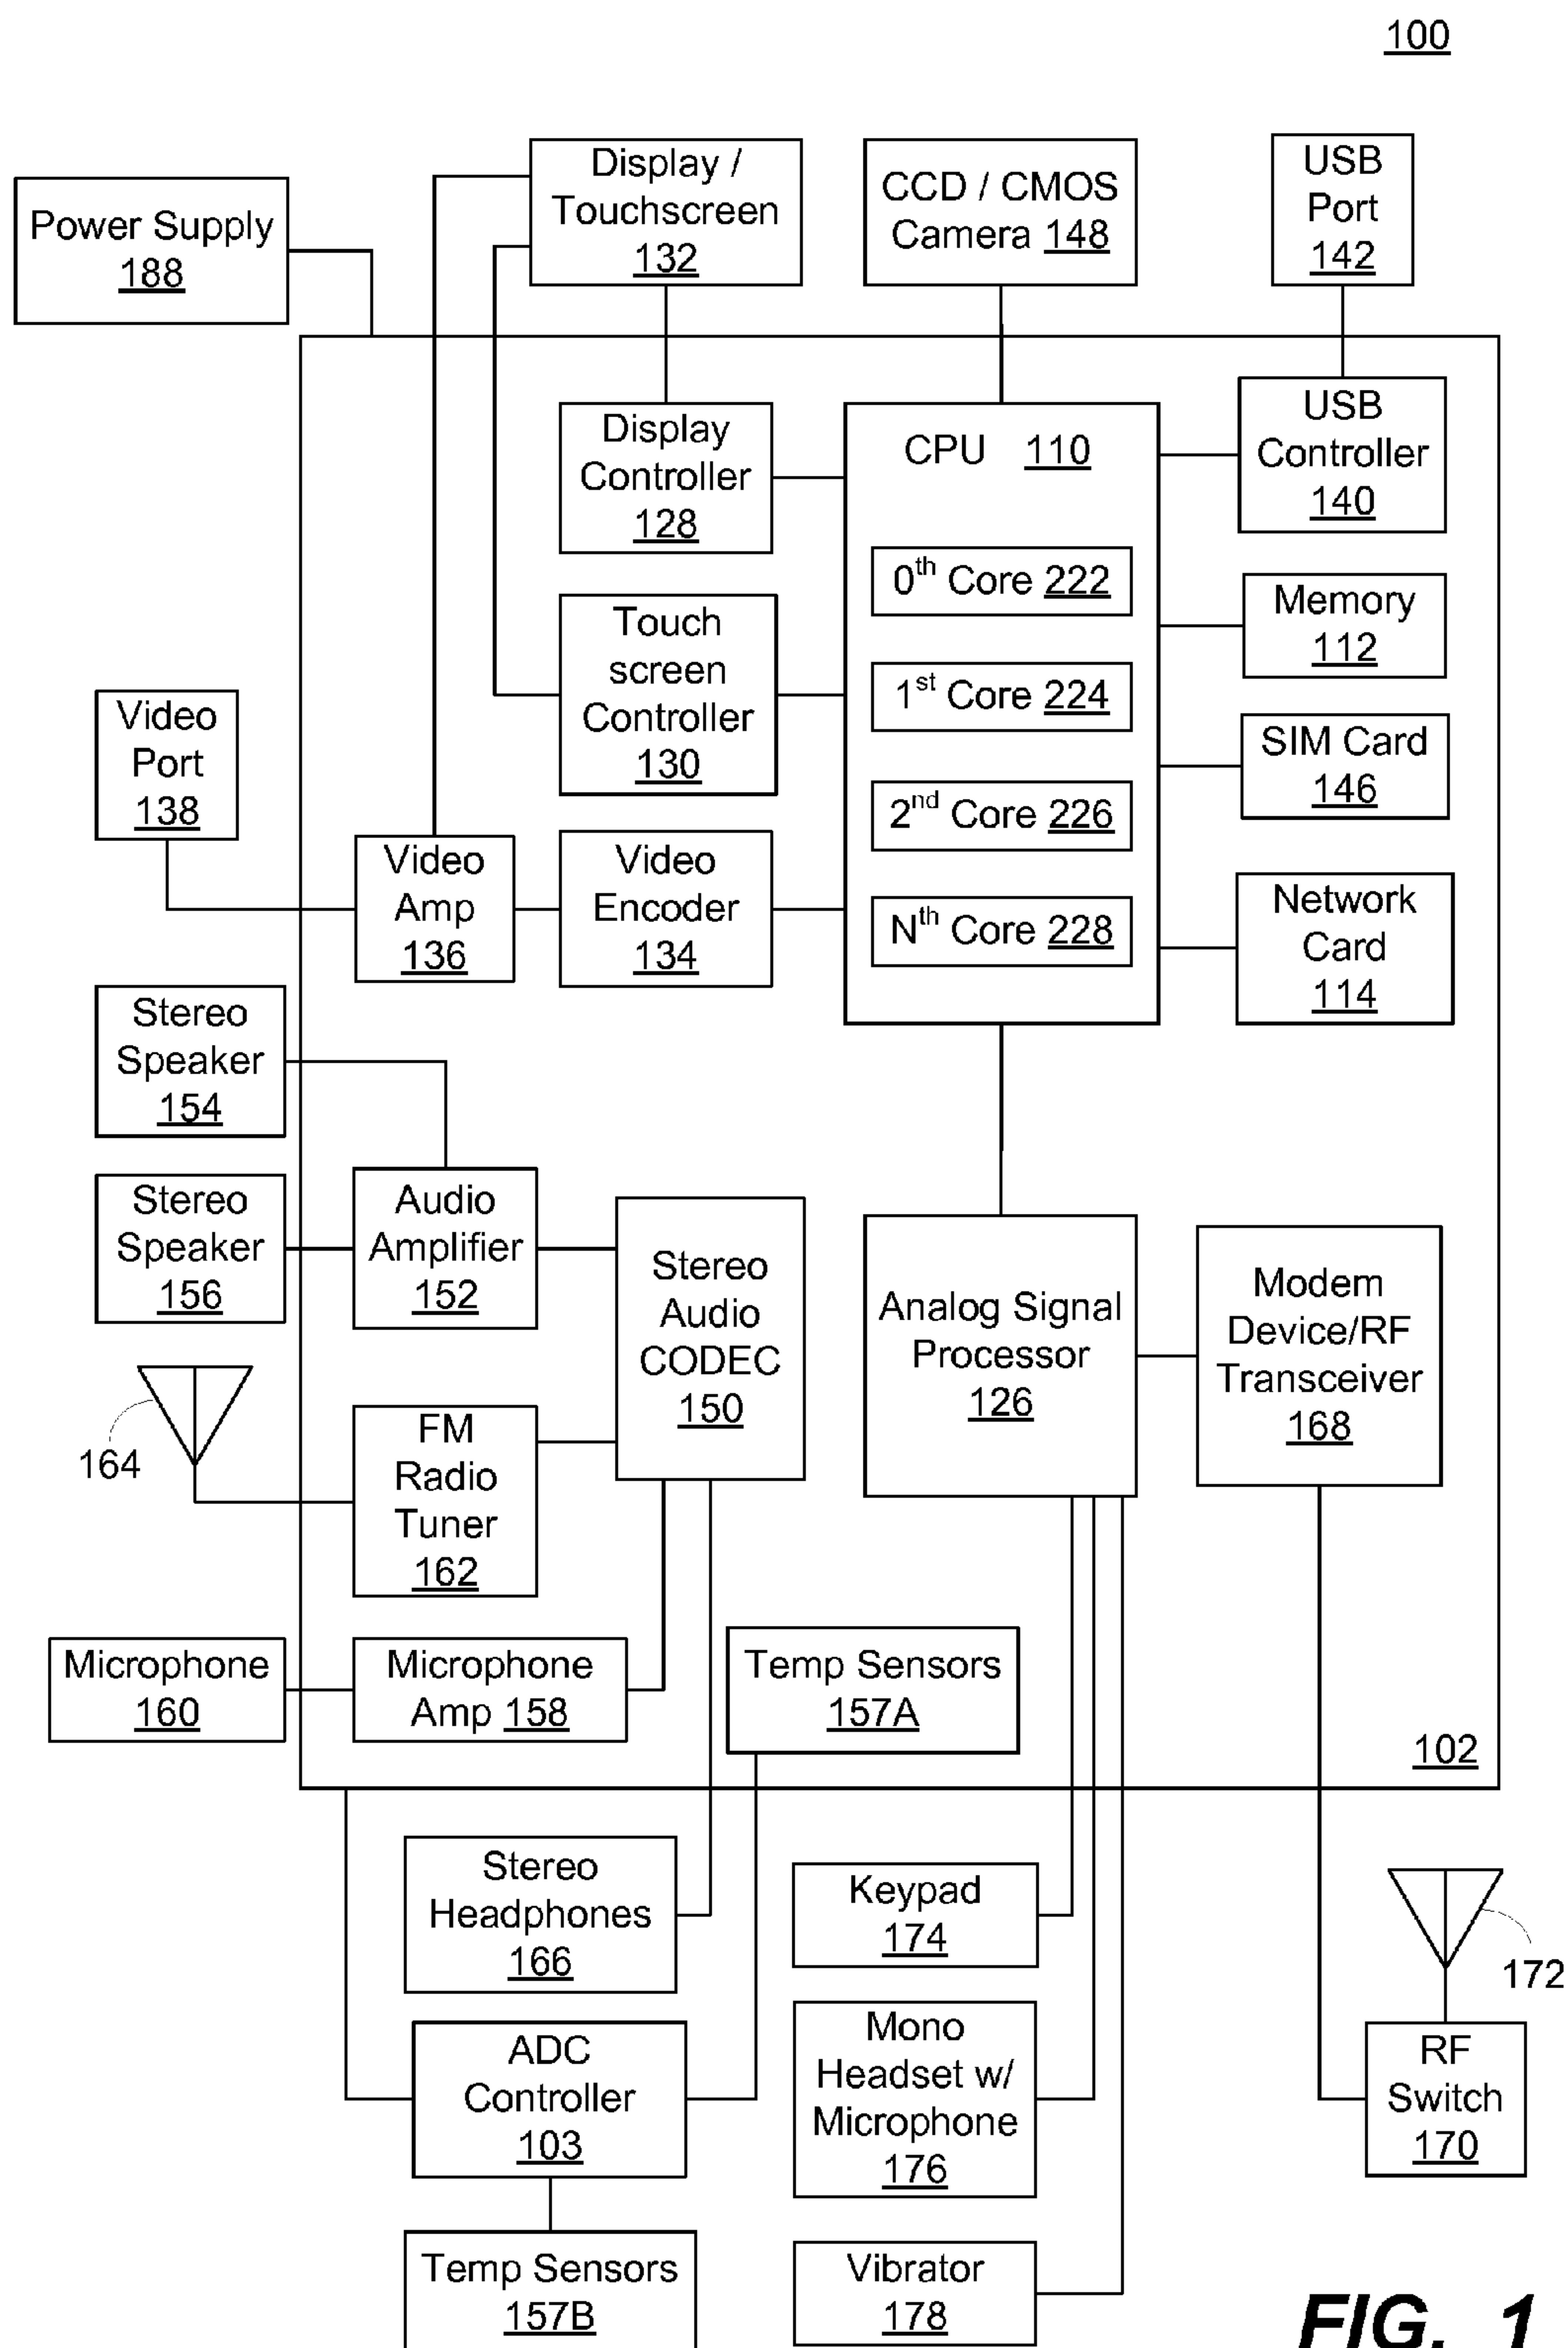 100
Power Supply
188
Display /
Touchscreen
132
CCD / CMOS
Camera 148
USB
Port
142
Display
Controller
128
CPU 110
USB
Controller
140
0th Core 222
1st Core 224
2nd Core 226
Nth Core 228
Touch
screen
Controller
130
Memory
112
SIM Card
146
Network
Card
114
Video
Port
138
Video
Amp
136
Video
Encoder
134
Stereo
Speaker
154
Stereo
Speaker
156
Audio
Amplifier
152
Stereo
Audio
CODEC
150
Analog Signal
Processor
126
Modem
Device/RF
Transceiver
168
164
FM
Radio
Tuner
162
Microphone
160
Microphone
Amp 158
Temp Sensors
157A
102
Stereo
Headphones
166
Keypad
174
172
ADC
Controller
103
Mono
Headset w/
Microphone
176
RF
Switch
170
Temp Sensors
157B
Vibrator
178
FIG. 1